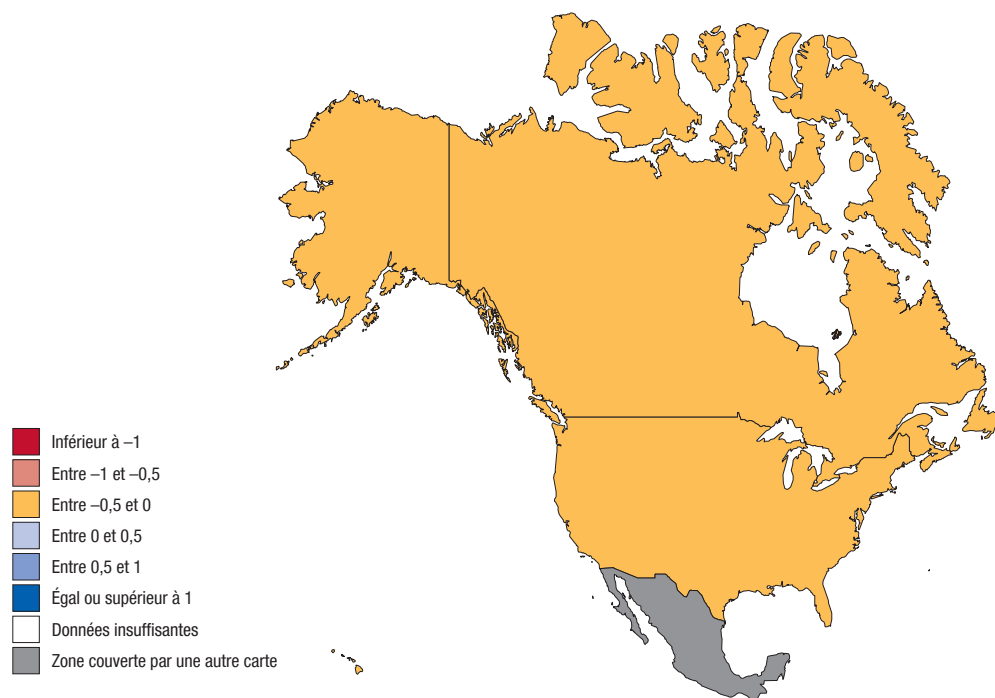 Inférieur à –1
Entre –1 et –0,5
Entre –0,5 et 0
Entre 0 et 0,5
Entre 0,5 et 1
Égal ou supérieur à 1
Données insuffisantes
Zone couverte par une autre carte